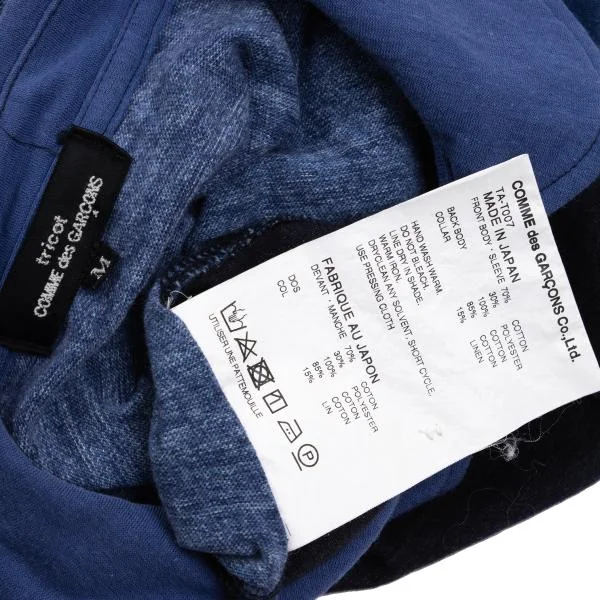 tricot
COMME des GARÇONS
M
COMME des GARÇONS Co.,Ltd.
TA-T007
MADE IN JAPAN
FRONT BODY · SLEEVE 70% COTTON
30% POLYESTER
BACK BODY 100% COTTON
COLLAR 85% COTTON
15% LINEN
HAND WASH WARM.
DO NOT BLEACH.
LINE DRY IN SHADE.
WARM IRON.
DRYCLEAN ANY SOLVENT, SHORT CYCLE.
USE PRESSING CLOTH
FABRIQUE AU JAPON
DEVANT · MANCHE 70% COTON
30% POLYESTER
DOS 100% COTON
COL 85% COTON
15% LIN
P
UTILISER UNE PATTEMOUILLE